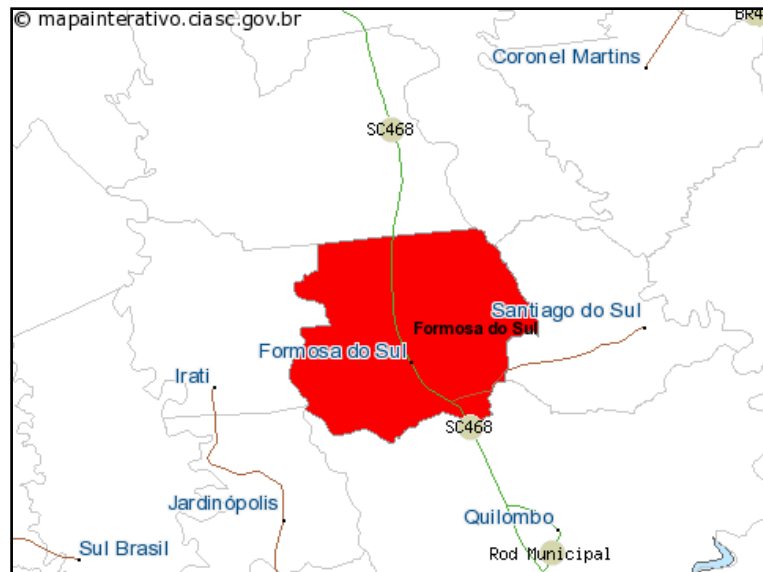 © mapainterativo.ciasc.gov.br
BR4
Coronel Martins
SC468
Santiago do Sul
Formosa do Sul
Formosa do Sul
Irati
SC468
Jardinópolis
Quilombo
Sul Brasil
Rod Municipal